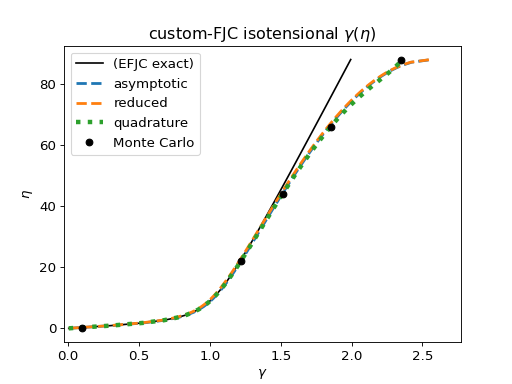 custom-FJC isotensional γ(η)
(EFJC exact)
asymptotic
reduced
quadrature
Monte Carlo
η
80
60
40
20
0
0.0 0.5 1.0 1.5 2.0 2.5
γ